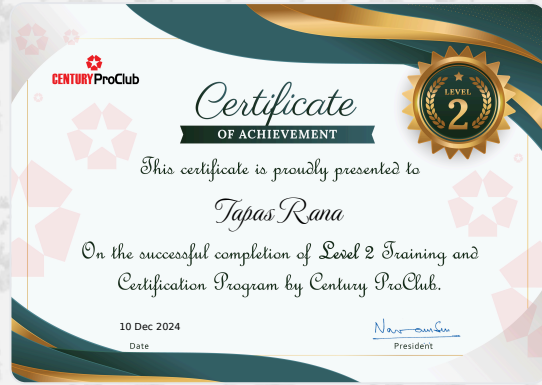 CENTURY ProClub
Certificate
OF ACHIEVEMENT
LEVEL
2
This certificate is proudly presented to
Tapas Rana
On the successful completion of Level 2 Training and
Certification Program by Century ProClub.
10 Dec 2024
Date
President